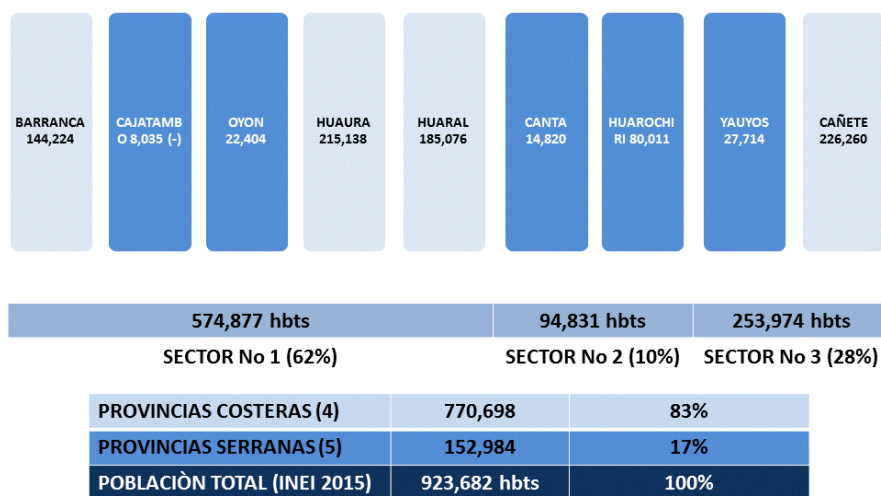 BARRANCA
144,224
CAJATAMB
O 8,035 (-)
OYON
22,404
HUAURA
215,138
HUARAL
185,076
CANTA
14,820
HUAROCHI
RI 80,011
YAUYOS
27,714
CAÑETE
226,260
574,877 hbts 94,831 hbts 253,974 hbts
SECTOR No 1 (62%) SECTOR No 2 (10%) SECTOR No 3 (28%)
PROVINCIAS COSTERAS (4) 770,698 83%
PROVINCIAS SERRANAS (5) 152,984 17%
POBLACIÒN TOTAL (INEI 2015) 923,682 hbts 100%